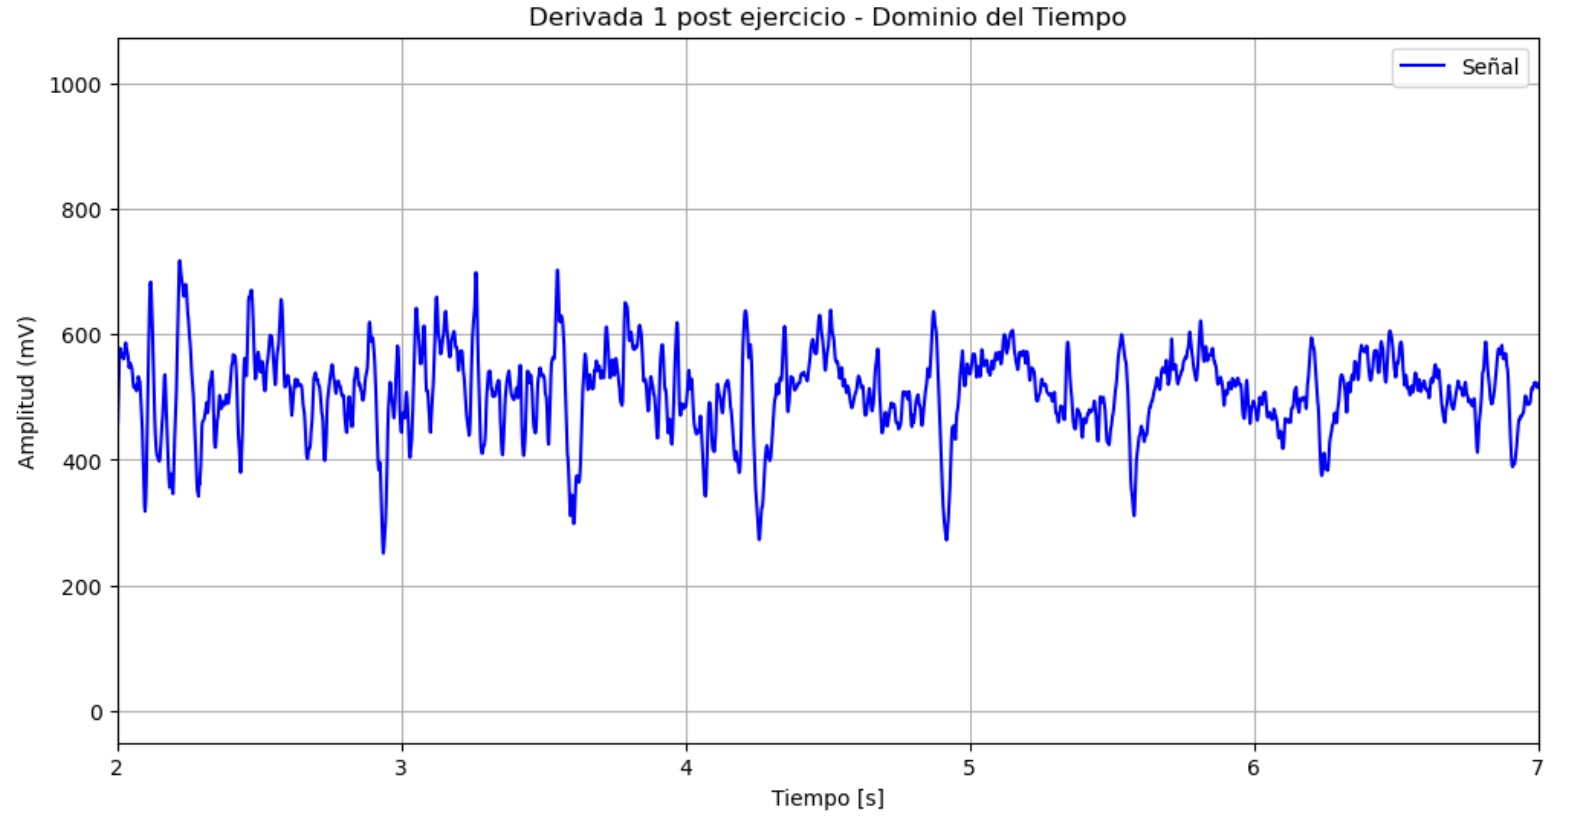 Derivada 1 post ejercicio - Dominio del Tiempo
Señal
1000
800
600
400
200
0
Amplitud (mV)
2 3 4 5 6 7
Tiempo [s]